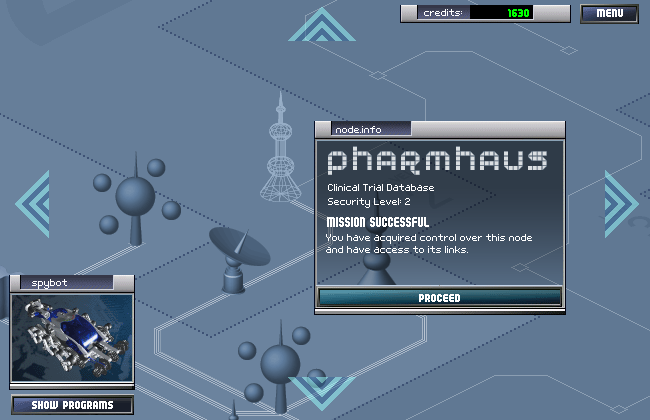 credits: 1630 MENU
node.info
pharmhaus
Clinical Trial Database
Security Level: 2
MISSION SUCCESSFUL
You have acquired control over this node
and have access to its links.
PROCEED
spybot
SHOW PROGRAMS